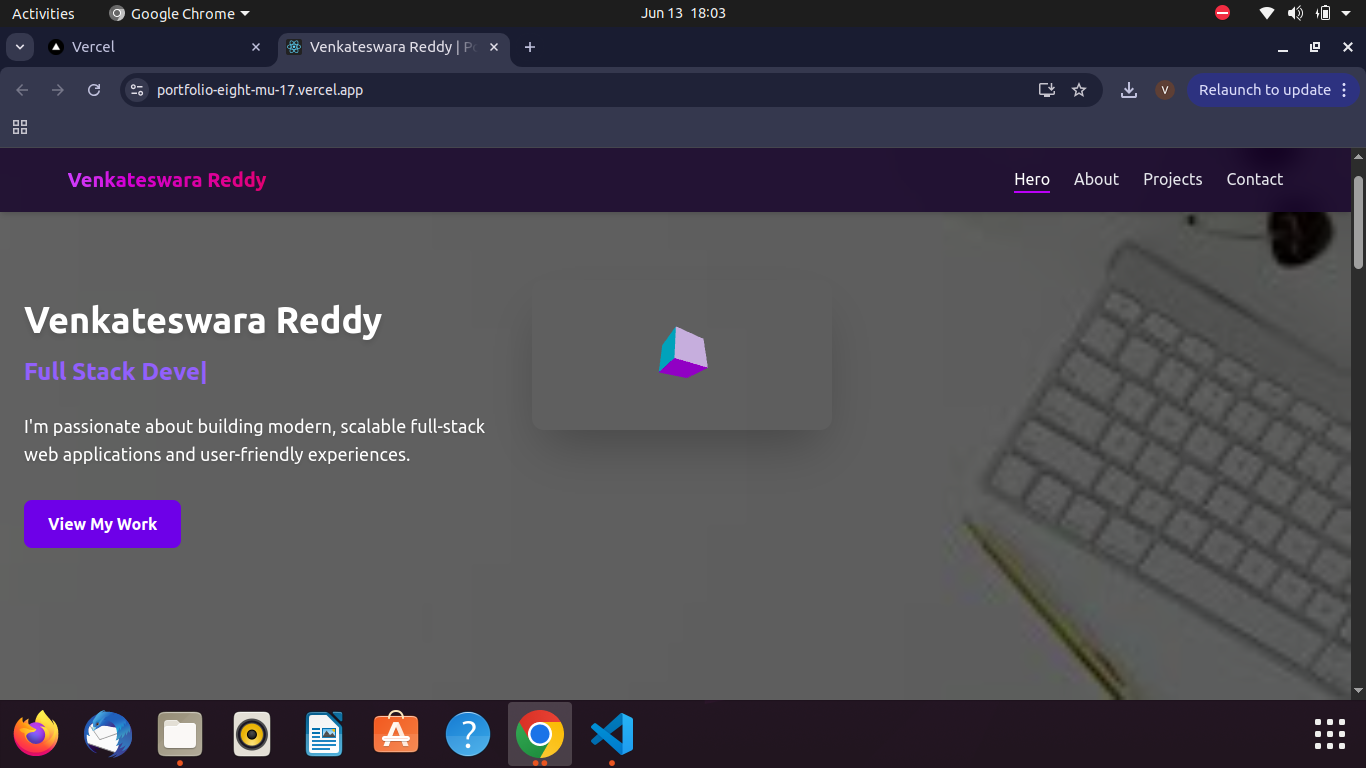 Activities
Google Chrome
Jun 13 18:03
Vercel
Venkateswara Reddy | Po
portfolio-eight-mu-17.vercel.app
V
Relaunch to update
Venkateswara Reddy
Hero
About
Projects
Contact
Venkateswara Reddy
Full Stack Deve|
I'm passionate about building modern, scalable full-stack
web applications and user-friendly experiences.
View My Work